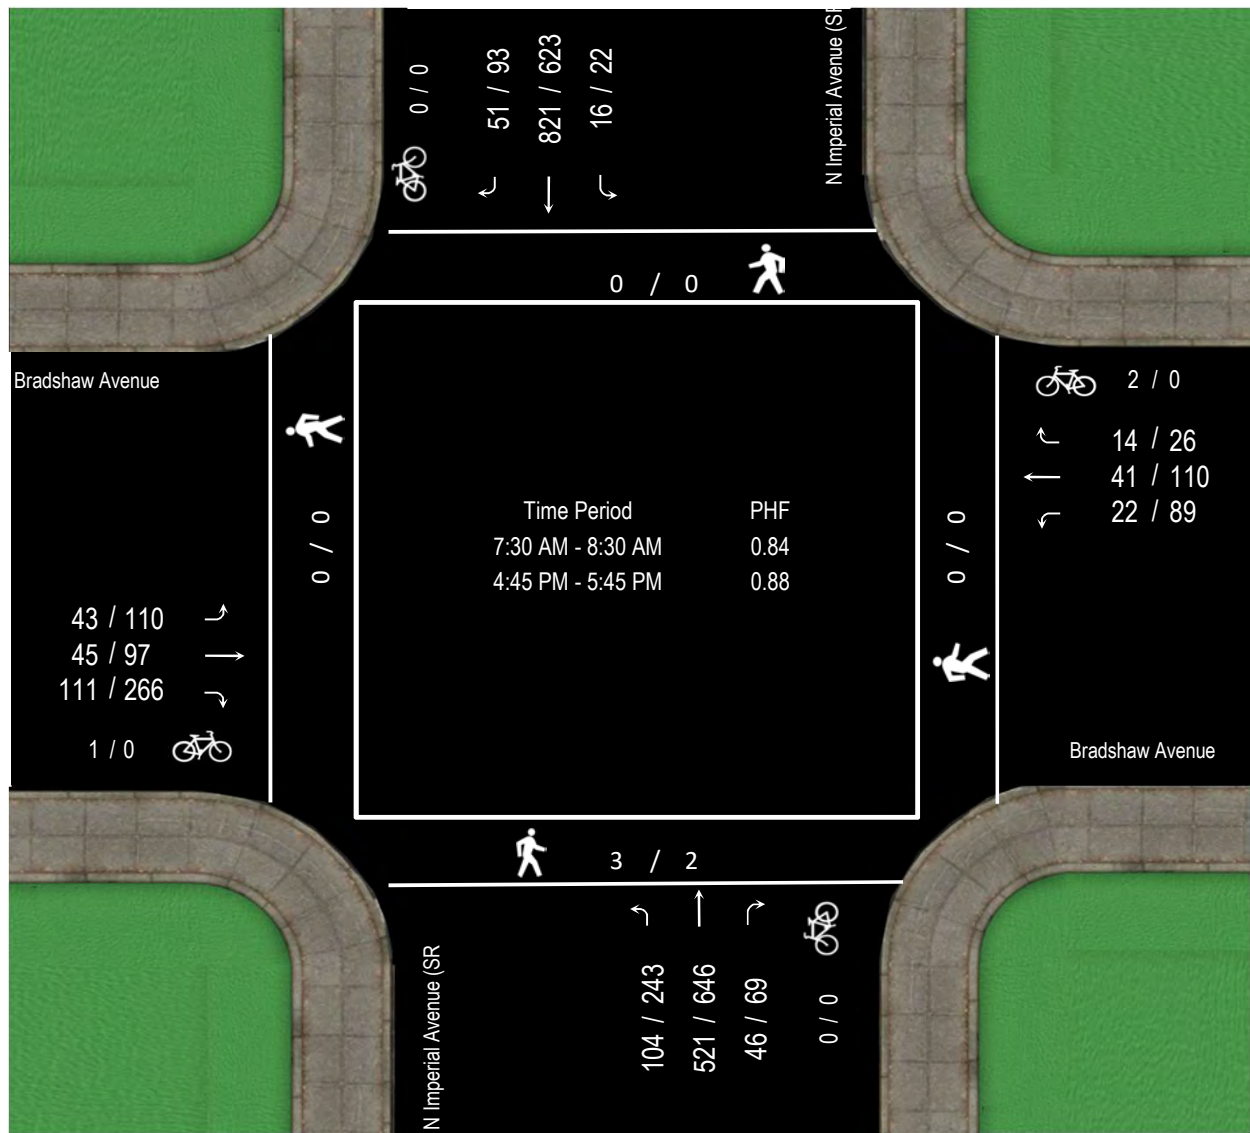 0 / 0
51 / 93
821 / 623
16 / 22
N Imperial Avenue (SR
0 / 0
Bradshaw Avenue
2 / 0
14 / 26
41 / 110
22 / 89
0 / 0
Time Period PHF
7:30 AM - 8:30 AM 0.84
4:45 PM - 5:45 PM 0.88
0 / 0
43 / 110
45 / 97
111 / 266
1 / 0
Bradshaw Avenue
3 / 2
N Imperial Avenue (SR
104 / 243
521 / 646
46 / 69
0 / 0